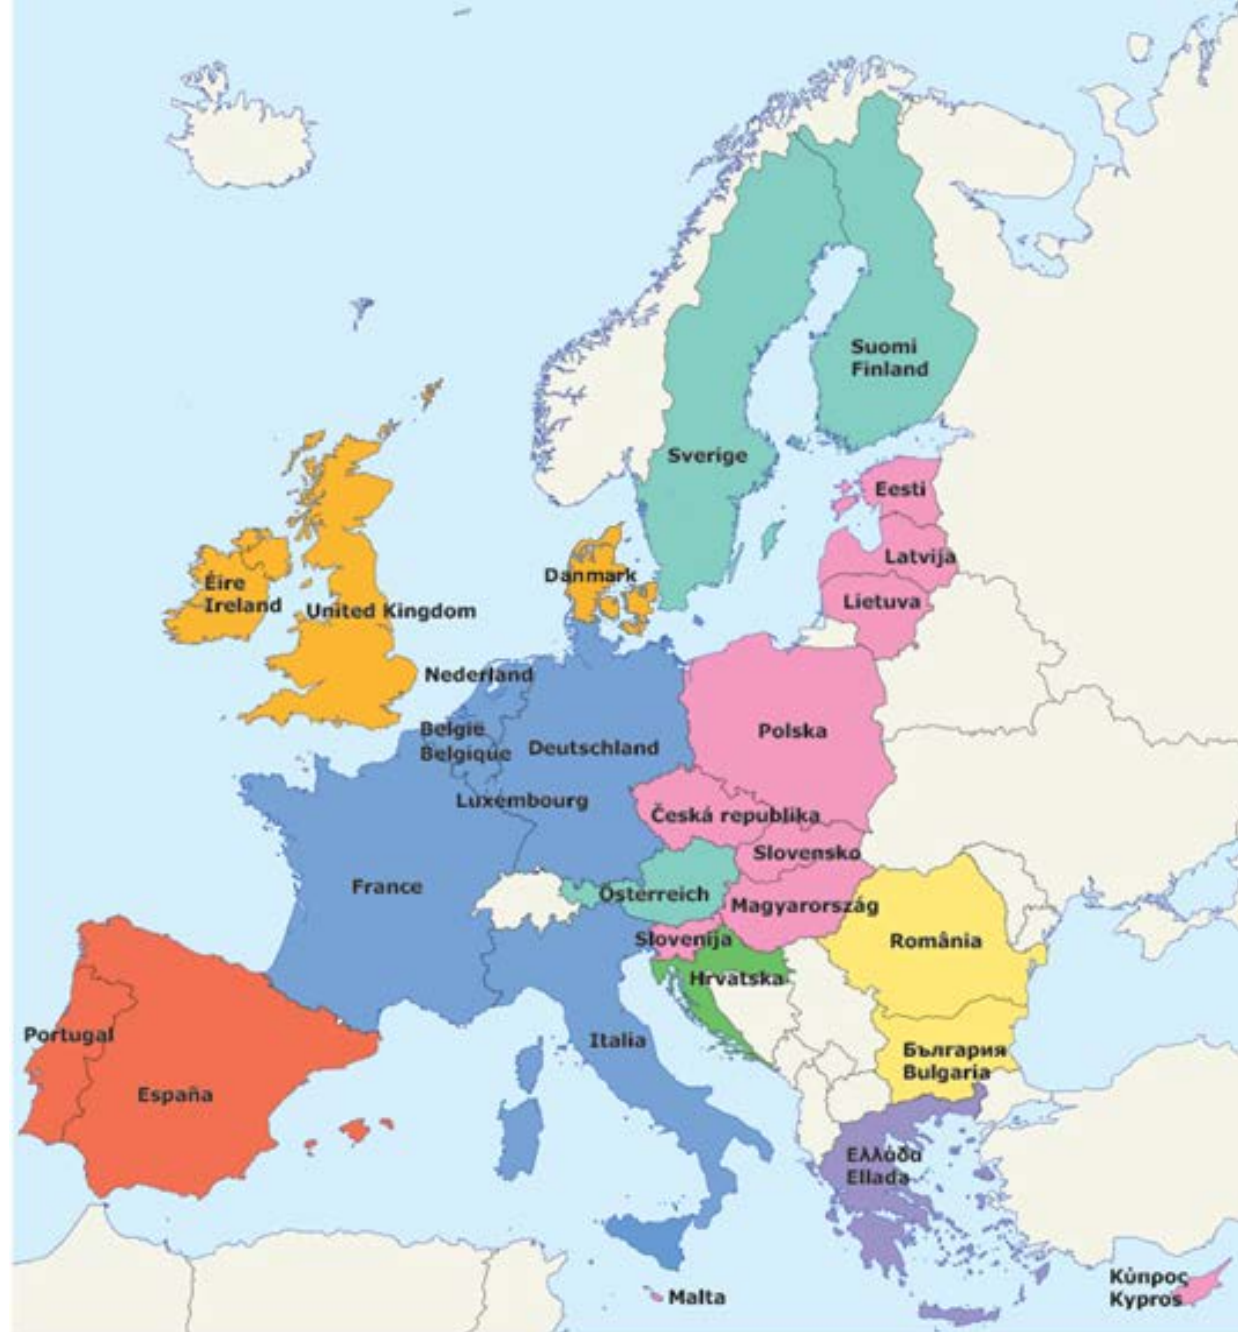 Suomi
Finland
Sverige
Eesti
Latvija
Lietuva
Danmark
Éire
Ireland
United Kingdom
Nederland
België
Belgique
Deutschland
Luxembourg
Polska
Česká republika
Slovensko
France
Österreich
Magyarország
Slovenija
România
Hrvatska
Portugal
Italia
България
Bulgaria
España
Ελλάδα
Ellada
Κύπρος
Kypros
Malta